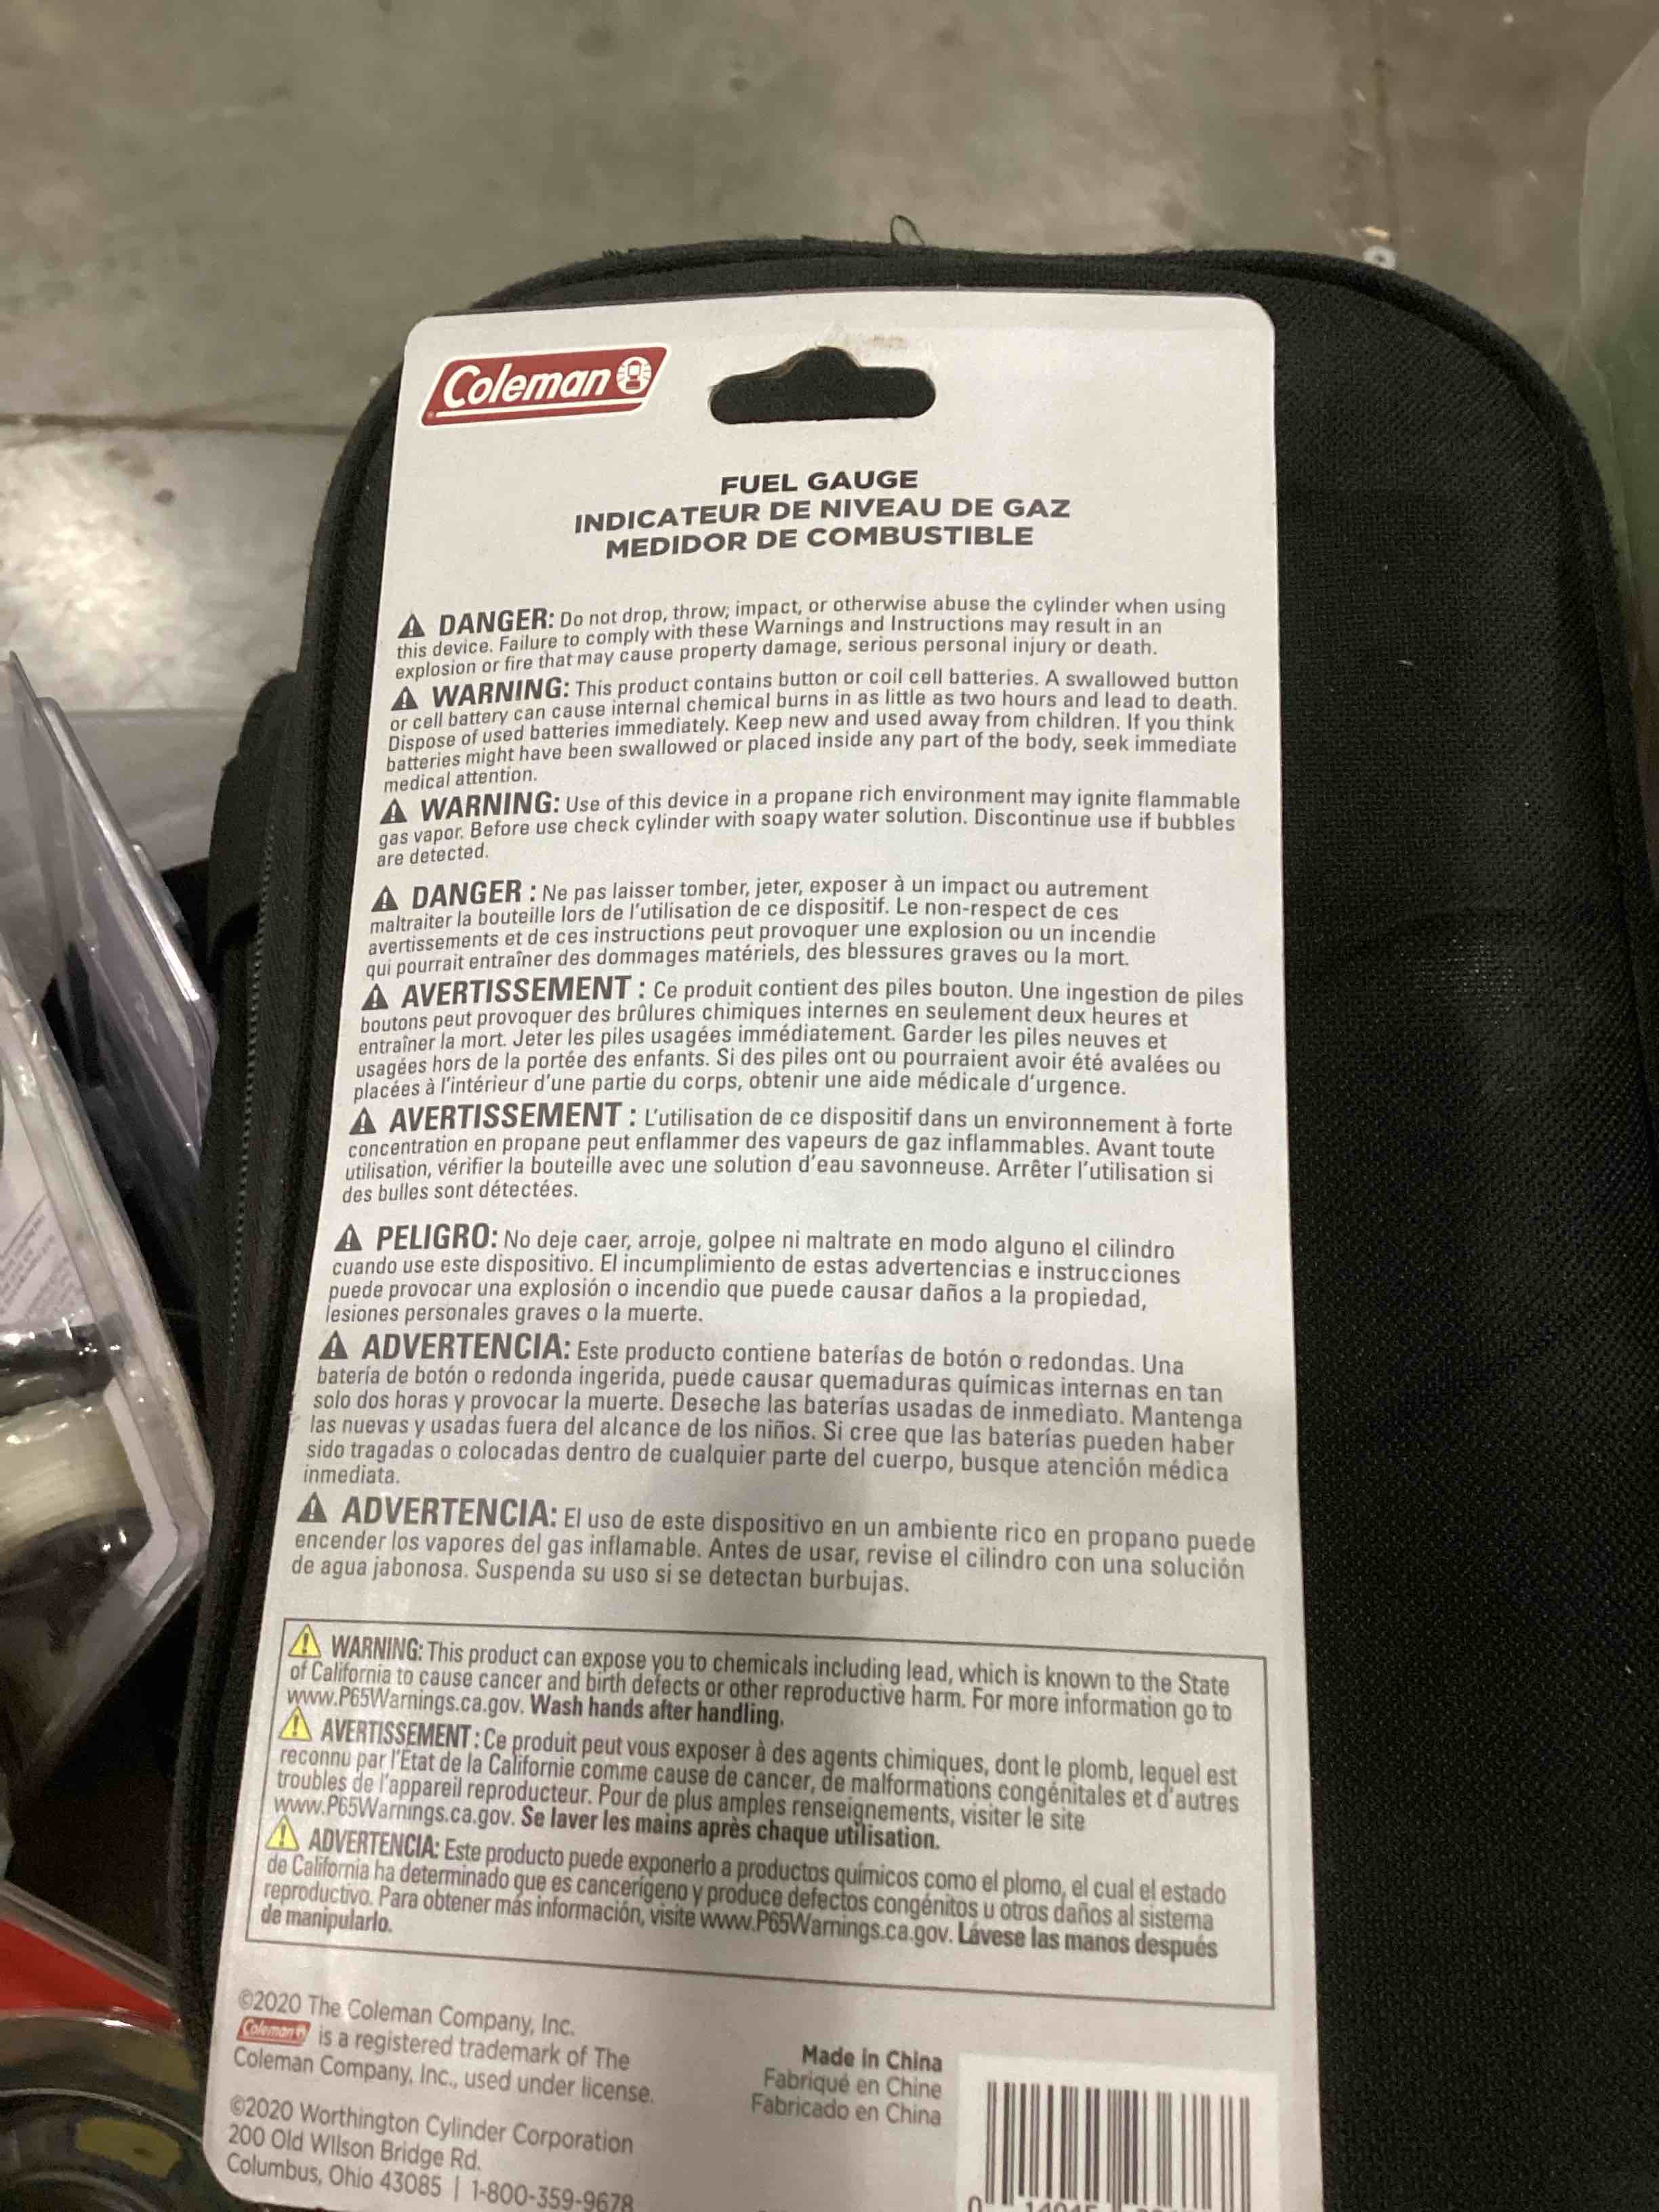 Coleman
FUEL GAUGE
INDICATEUR DE NIVEAU DE GAZ
MEDIDOR DE COMBUSTIBLE
DANGER: Do not drop, throw, impact, or otherwise abuse the cylinder when using
this device. Failure to comply with these Warnings and Instructions may result in an
explosion or fire that may cause property damage, serious personal injury or death.
WARNING: This product contains button or coil cell batteries. A swallowed button
or cell battery can cause internal chemical burns in as little as two hours and lead to death.
Dispose of used batteries immediately. Keep new and used away from children. If you think
batteries might have been swallowed or placed inside any part of the body, seek immediate
medical attention.
WARNING: Use of this device in a propane rich environment may ignite flammable
gas vapor. Before use check cylinder with soapy water solution. Discontinue use if bubbles
are detected.
DANGER : Ne pas laisser tomber, jeter, exposer à un impact ou autrement
maltraiter la bouteille lors de l'utilisation de ce dispositif. Le non-respect de ces
avertissements et de ces instructions peut provoquer une explosion ou un incendie
qui pourrait entraîner des dommages matériels, des blessures graves ou la mort.
AVERTISSEMENT : Ce produit contient des piles bouton. Une ingestion de piles
boutons peut provoquer des brûlures chimiques internes en seulement deux heures et
entraîner la mort. Jeter les piles usagées immédiatement. Garder les piles neuves et
usagées hors de la portée des enfants. Si des piles ont ou pourraient avoir été avalées ou
placées à l'intérieur d'une partie du corps, obtenir une aide médicale d'urgence.
AVERTISSEMENT : L'utilisation de ce dispositif dans un environnement à forte
concentration en propane peut enflammer des vapeurs de gaz inflammables. Avant toute
utilisation, vérifier la bouteille avec une solution d'eau savonneuse. Arrêter l'utilisation si
des bulles sont détectées.
PELIGRO: No deje caer, arroje, golpee ni maltrate en modo alguno el cilindro
cuando use este dispositivo. El incumplimiento de estas advertencias e instrucciones
puede provocar una explosión o incendio que puede causar daños a la propiedad,
lesiones personales graves o la muerte.
ADVERTENCIA: Este producto contiene baterías de botón o redondas. Una
batería de botón o redonda ingerida, puede causar quemaduras químicas internas en tan
solo dos horas y provocar la muerte. Deseche las baterías usadas de inmediato. Mantenga
las nuevas y usadas fuera del alcance de los niños. Si cree que las baterías pueden haber
sido tragadas o colocadas dentro de cualquier parte del cuerpo, busque atención médica
inmediata.
ADVERTENCIA: El uso de este dispositivo en un ambiente rico en propano puede
encender los vapores del gas inflamable. Antes de usar, revise el cilindro con una solución
de agua jabonosa. Suspenda su uso si se detectan burbujas.
WARNING: This product can expose you to chemicals including lead, which is known to the State
of California to cause cancer and birth defects or other reproductive harm. For more information go to
www.P65Warnings.ca.gov. Wash hands after handling.
AVERTISSEMENT : Ce produit peut vous exposer à des agents chimiques, dont le plomb, lequel est
reconnu par l'État de la Californie comme cause de cancer, de malformations congénitales et d'autres
troubles de l'appareil reproducteur. Pour de plus amples renseignements, visiter le site
www.P65Warnings.ca.gov. Se laver les mains après chaque utilisation.
ADVERTENCIA: Este producto puede exponerlo a productos químicos como el plomo, el cual el estado
de California ha determinado que es cancerígeno y produce defectos congénitos u otros daños al sistema
reproductivo. Para obtener más información, visite www.P65Warnings.ca.gov. Lávese las manos después
de manipularlo.
©2020 The Coleman Company, Inc.
Coleman is a registered trademark of The
Coleman Company, Inc., used under license.
©2020 Worthington Cylinder Corporation
200 Old WIlson Bridge Rd.
Columbus, Ohio 43085 | 1-800-359-9678
Made in China
Fabriqué en Chine
Fabricado en China